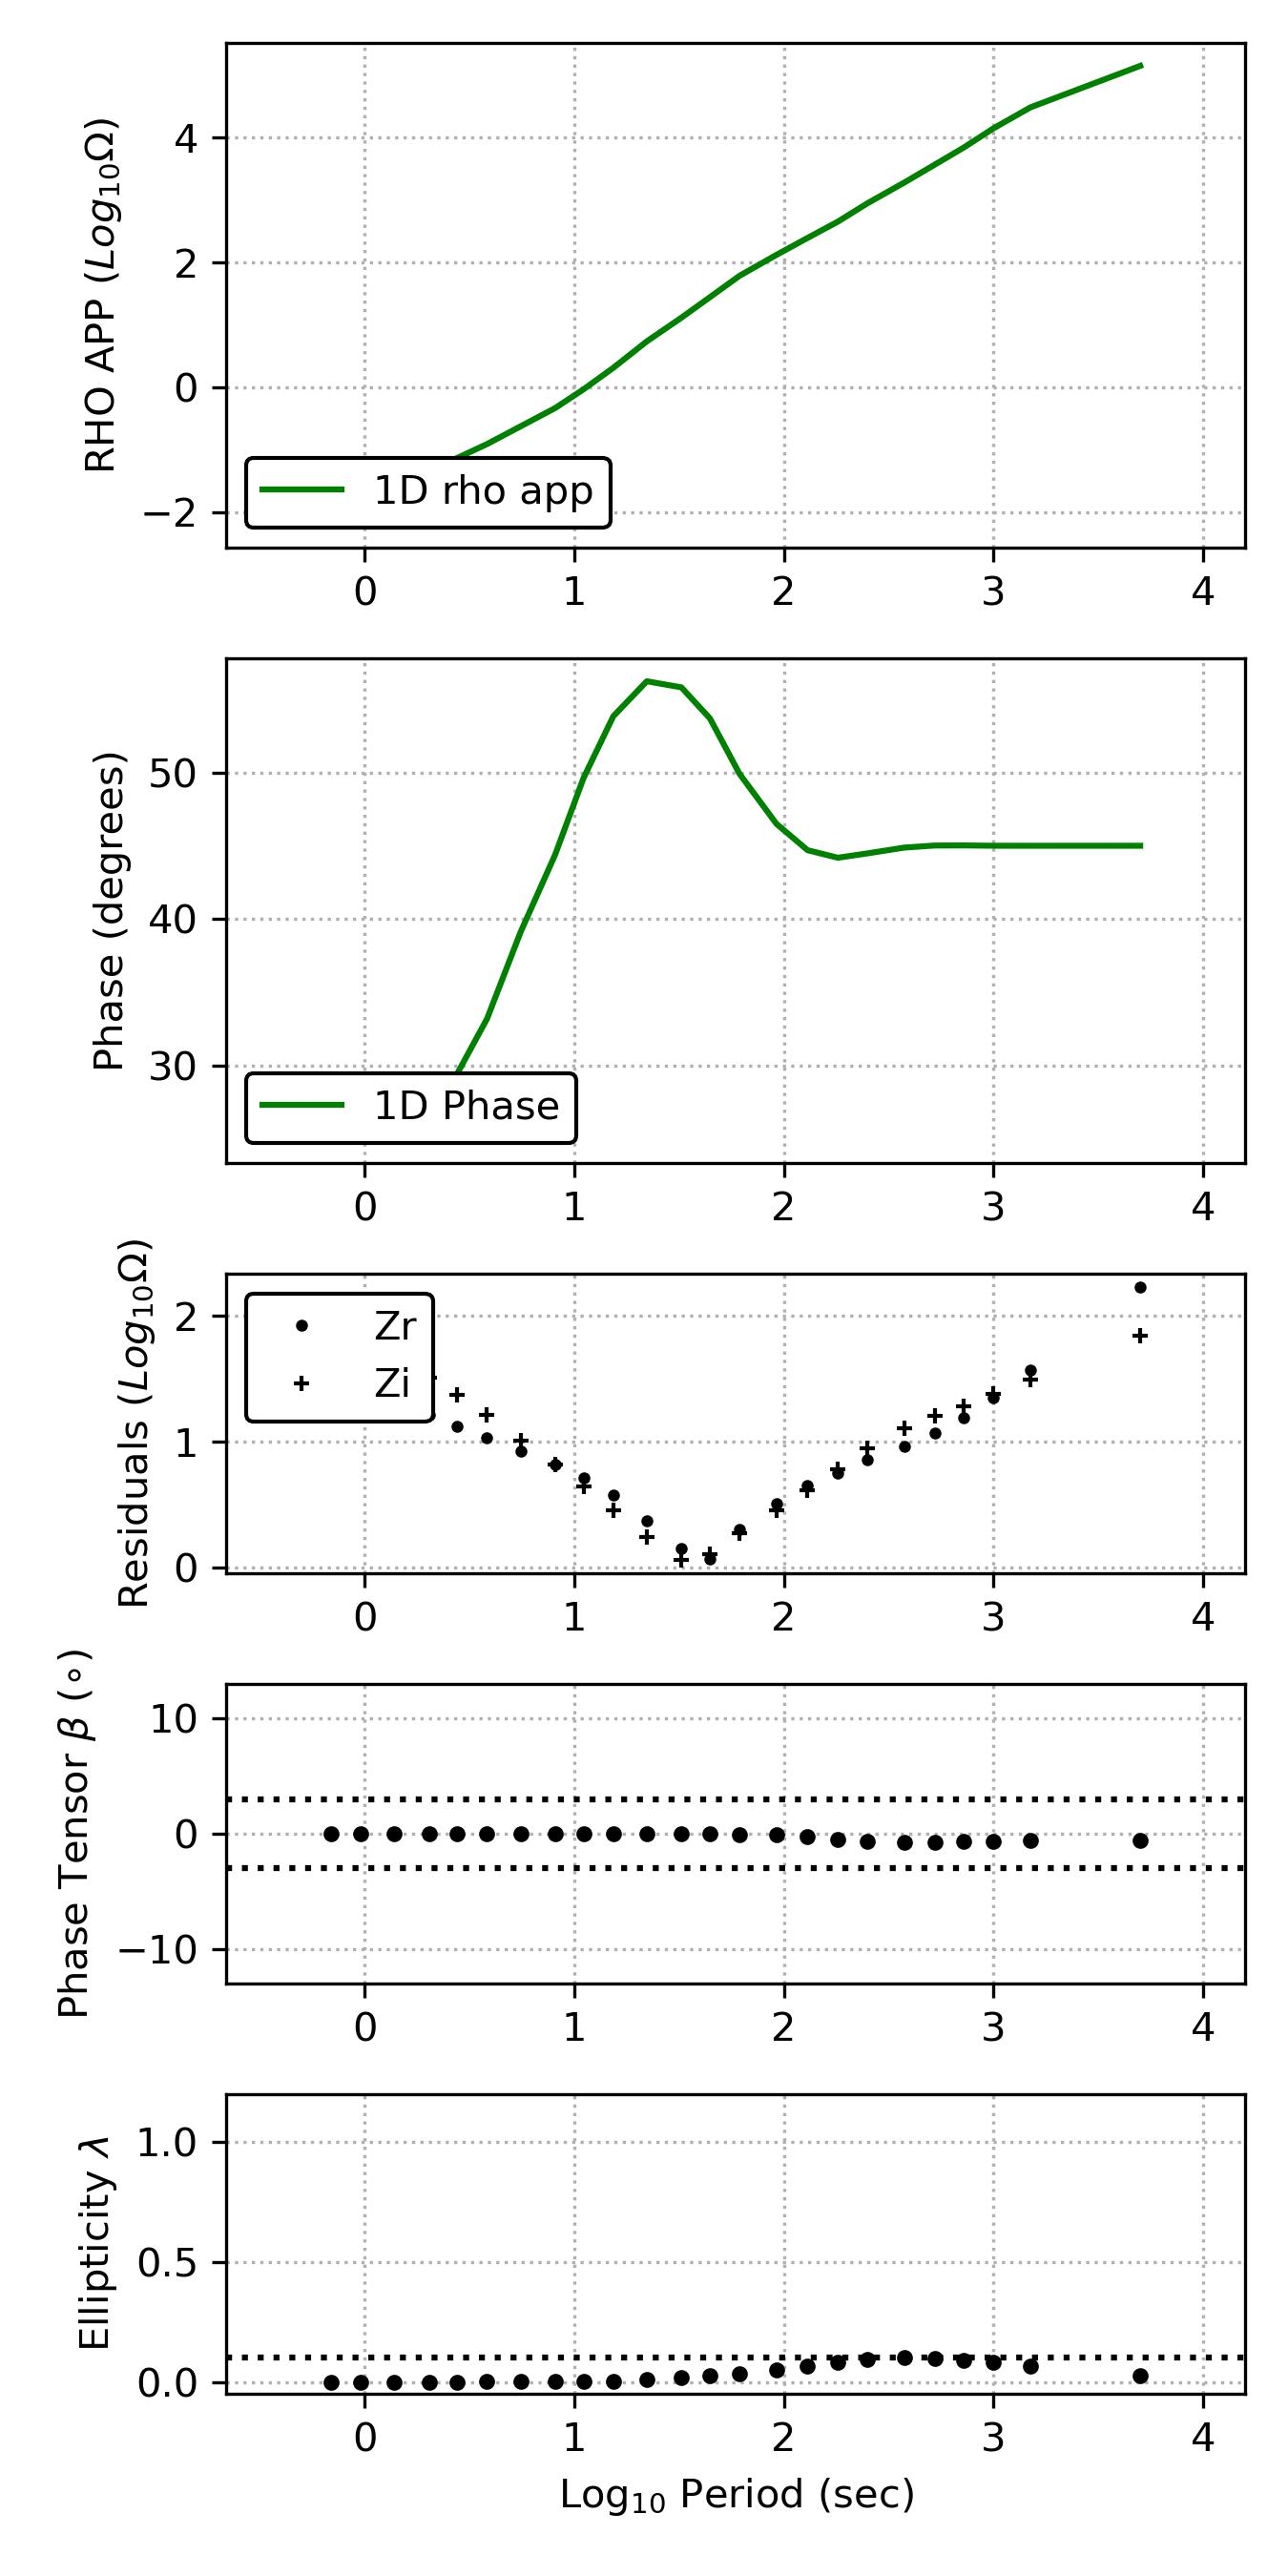 RHO APP (Log₁₀Ω)
4
2
0
−2
1D rho app
0 1 2 3 4
Phase (degrees)
50
40
30
1D Phase
0 1 2 3 4
Residuals (Log₁₀Ω)
2
1
0
Zr
Zi
0 1 2 3 4
Phase Tensor β (∘)
10
0
−10
0 1 2 3 4
Ellipticity λ
1.0
0.5
0.0
0 1 2 3 4
Log₁₀ Period (sec)